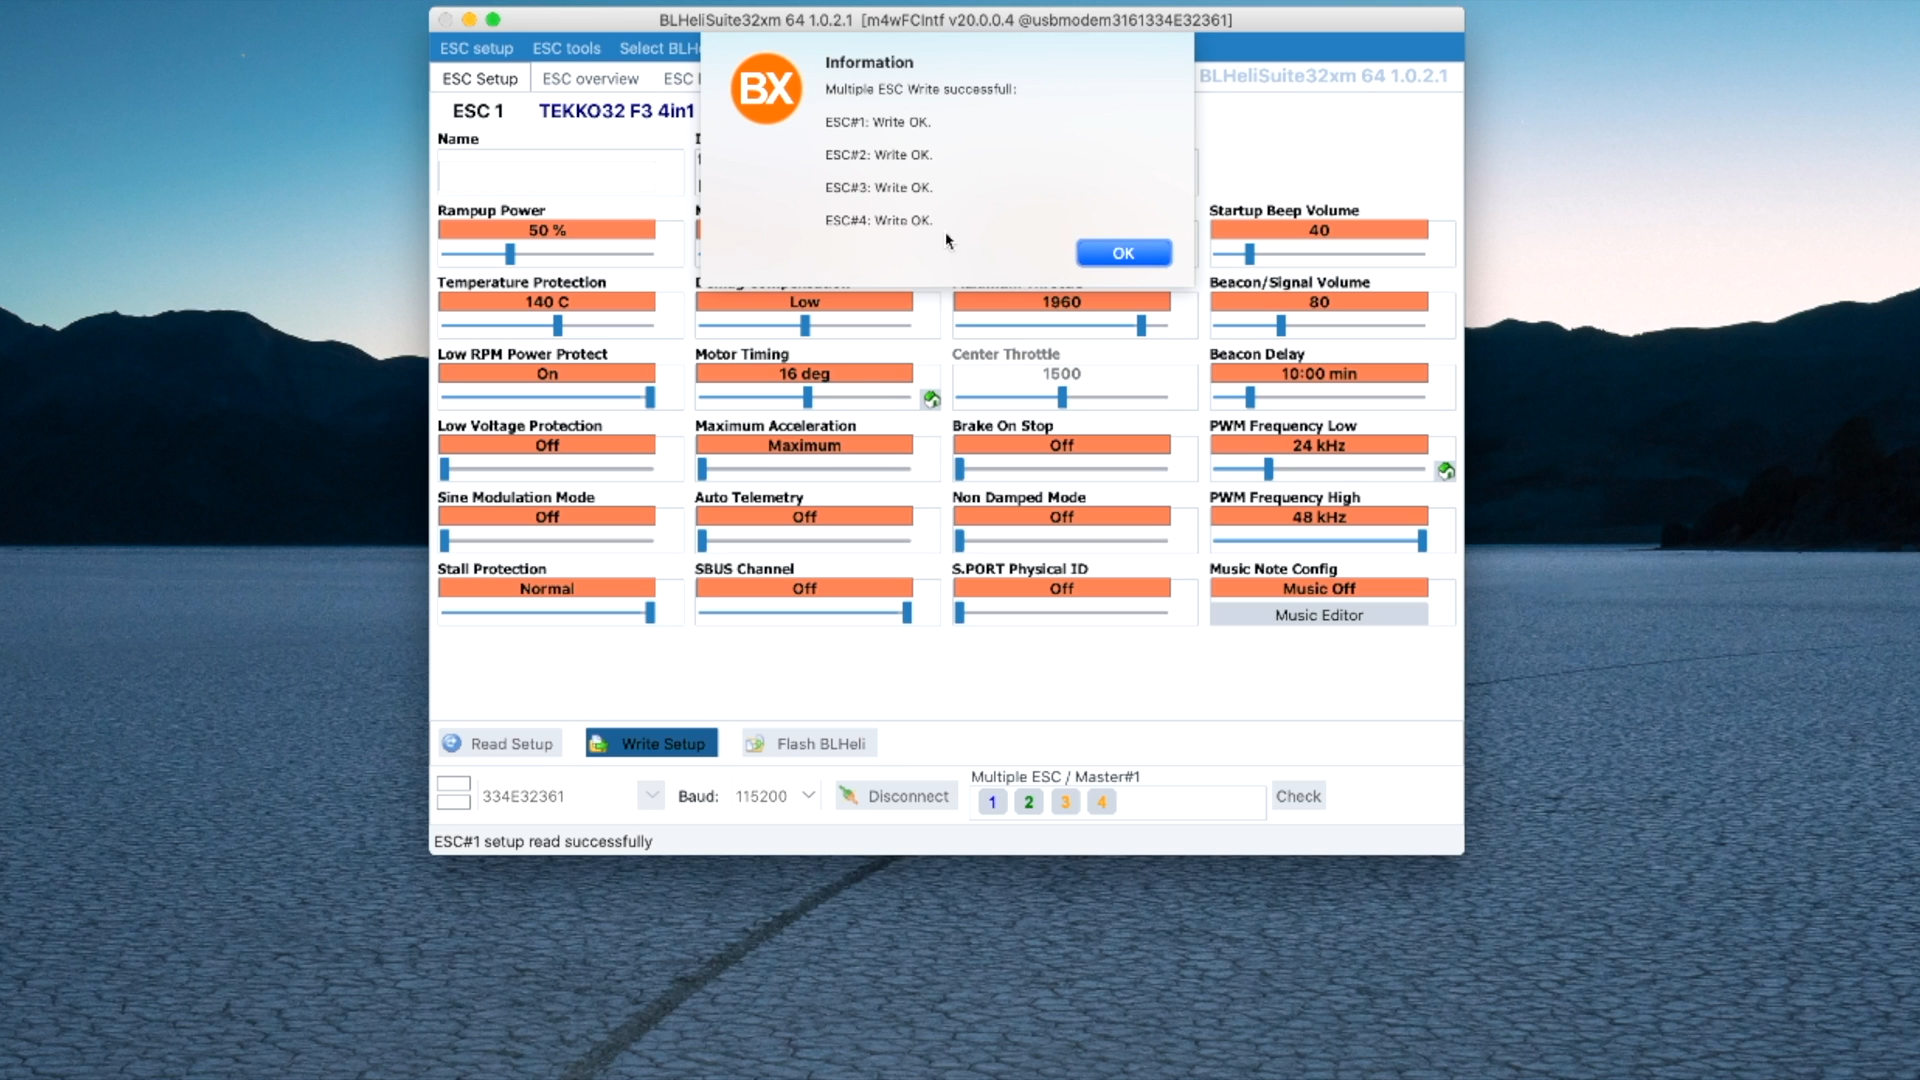 BLHeliSuite32xm 64 1.0.2.1 [m4wFCIntf v20.0.0.4 @usbmodem3161334E32361]
ESC setup ESC tools Select BLH
ESC Setup ESC overview ESC
BLHeliSuite32xm 64 1.0.2.1
BX
Information
Multiple ESC Write successfull:
ESC#1: Write OK.
ESC#2: Write OK.
ESC#3: Write OK.
ESC#4: Write OK.
OK
ESC 1 TEKKO32 F3 4in1
Name
Rampup Power
50 %
Startup Beep Volume
40
Temperature Protection
140 C
Low
1960
Beacon/Signal Volume
80
Low RPM Power Protect
On
Motor Timing
16 deg
Center Throttle
1500
Beacon Delay
10:00 min
Low Voltage Protection
Off
Maximum Acceleration
Maximum
Brake On Stop
Off
PWM Frequency Low
24 kHz
Sine Modulation Mode
Off
Auto Telemetry
Off
Non Damped Mode
Off
PWM Frequency High
48 kHz
Stall Protection
Normal
SBUS Channel
Off
S.PORT Physical ID
Off
Music Note Config
Music Off
Music Editor
Read Setup Write Setup Flash BLHeli
334E32361 Baud: 115200 Disconnect
Multiple ESC / Master#1
1 2 3 4
Check
ESC#1 setup read successfully